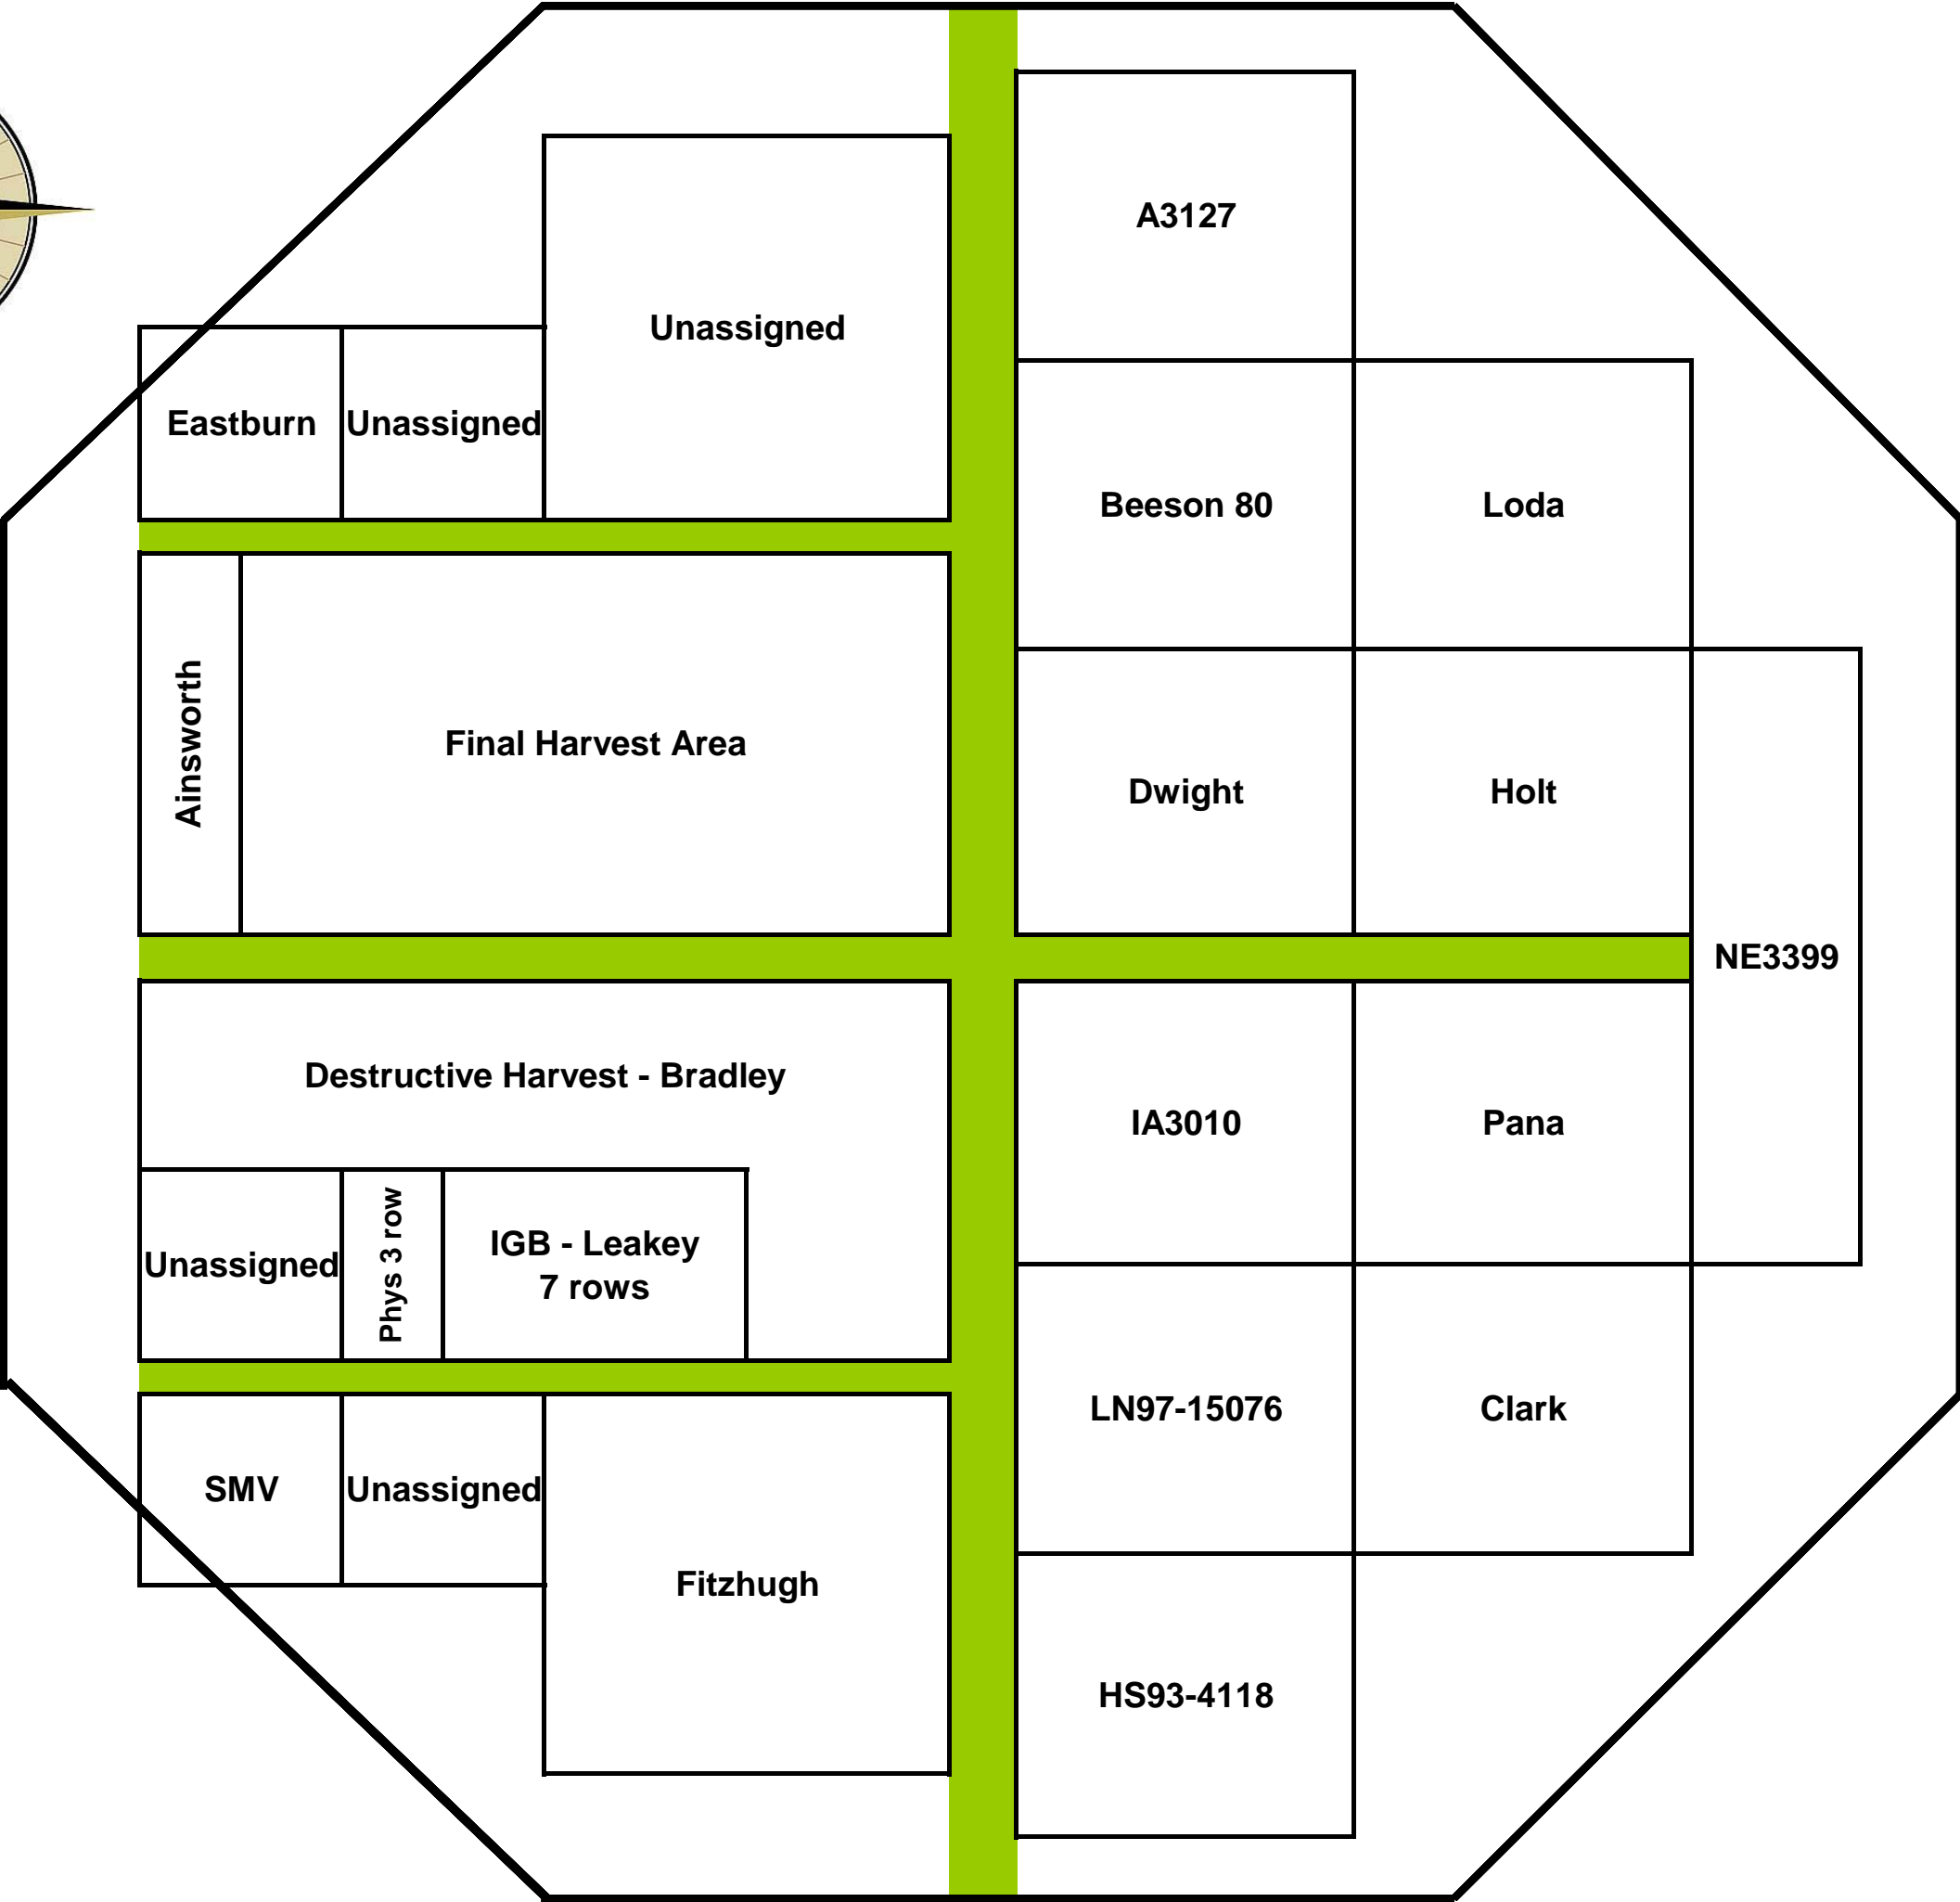 A3127
Unassigned
Eastburn
Unassigned
Beeson 80
Loda
Ainsworth
Final Harvest Area
Dwight
Holt
NE3399
Destructive Harvest - Bradley
IA3010
Pana
Unassigned
Phys 3 row
IGB - Leakey
7 rows
LN97-15076
Clark
SMV
Unassigned
Fitzhugh
HS93-4118